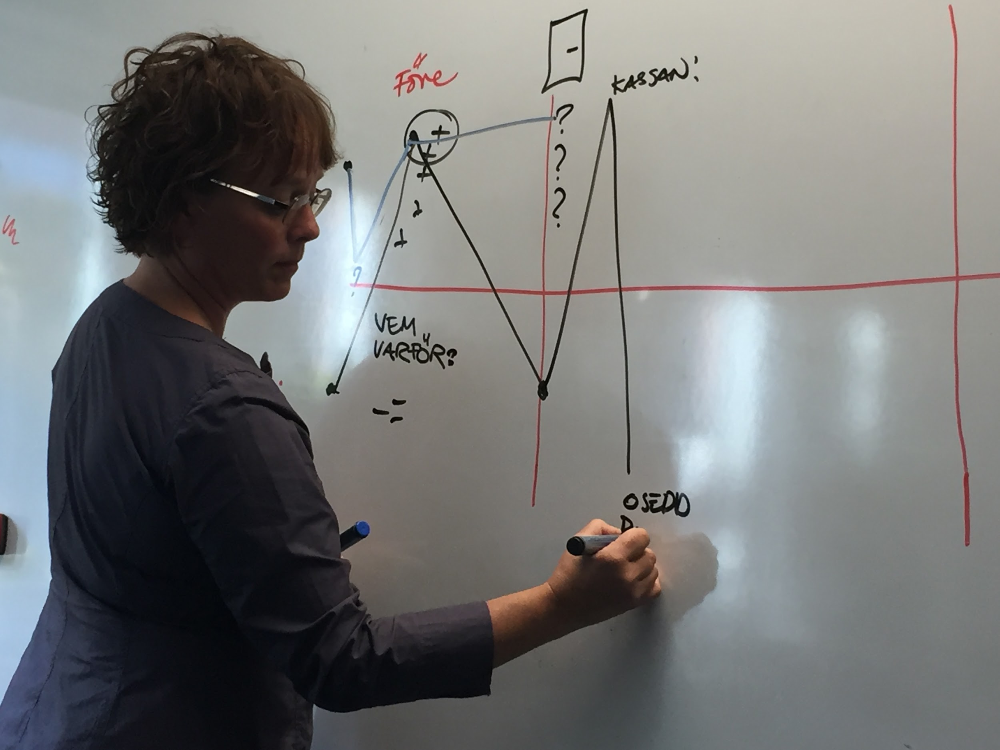 Före
KASSAN!
?
?
?
?
VEM
VARFÖR?
OSEDD